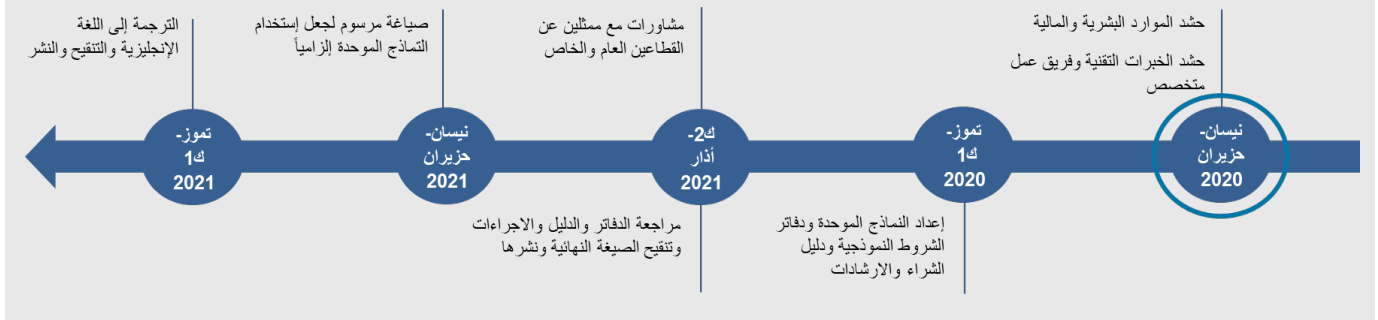 حشد الموارد البشرية والمالية
حشد الخبرات التقنية وفريق عمل
متخصص
نيسان-
حزيران
2020
تموز-
ك1
2020
إعداد النماذج الموحدة ودفاتر
الشروط النموذجية ودليل
الشراء والارشادات
مشاورات مع ممثلين عن
القطاعين العام والخاص
ك2-
أذار
2021
مراجعة الدفاتر والدليل والاجراءات
وتنقيح الصيغة النهائية ونشرها
صياغة مرسوم لجعل إستخدام
النماذج الموحدة إلزامياً
نيسان-
حزيران
2021
الترجمة إلى اللغة
الإنجليزية والتنقيح والنشر
تموز-
ك1
2021